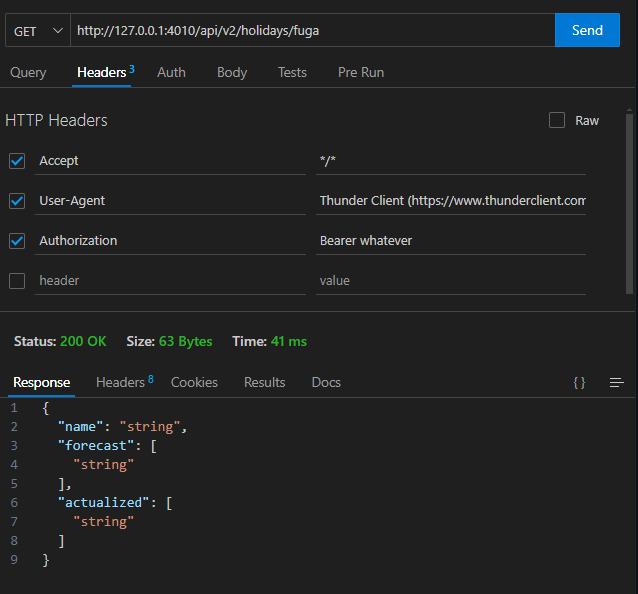 GET http://127.0.0.1:4010/api/v2/holidays/fuga Send
Query Headers 3 Auth Body Tests Pre Run
HTTP Headers Raw
Accept */*
User-Agent Thunder Client (https://www.thunderclient.com
Authorization Bearer whatever
header value
Status: 200 OK Size: 63 Bytes Time: 41 ms
Response Headers 8 Cookies Results Docs { }
1 {
2 "name": "string",
3 "forecast": [
4 "string"
5 ],
6 "actualized": [
7 "string"
8 ]
9 }